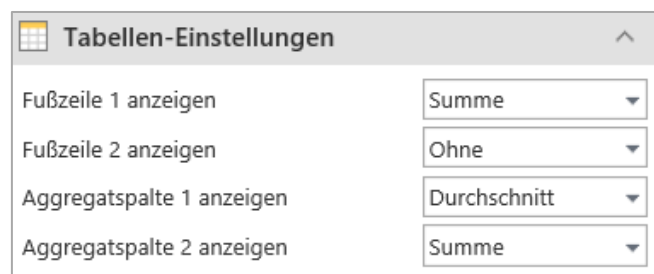 Tabellen-Einstellungen
Fußzeile 1 anzeigen Summe
Fußzeile 2 anzeigen Ohne
Aggregatspalte 1 anzeigen Durchschnitt
Aggregatspalte 2 anzeigen Summe